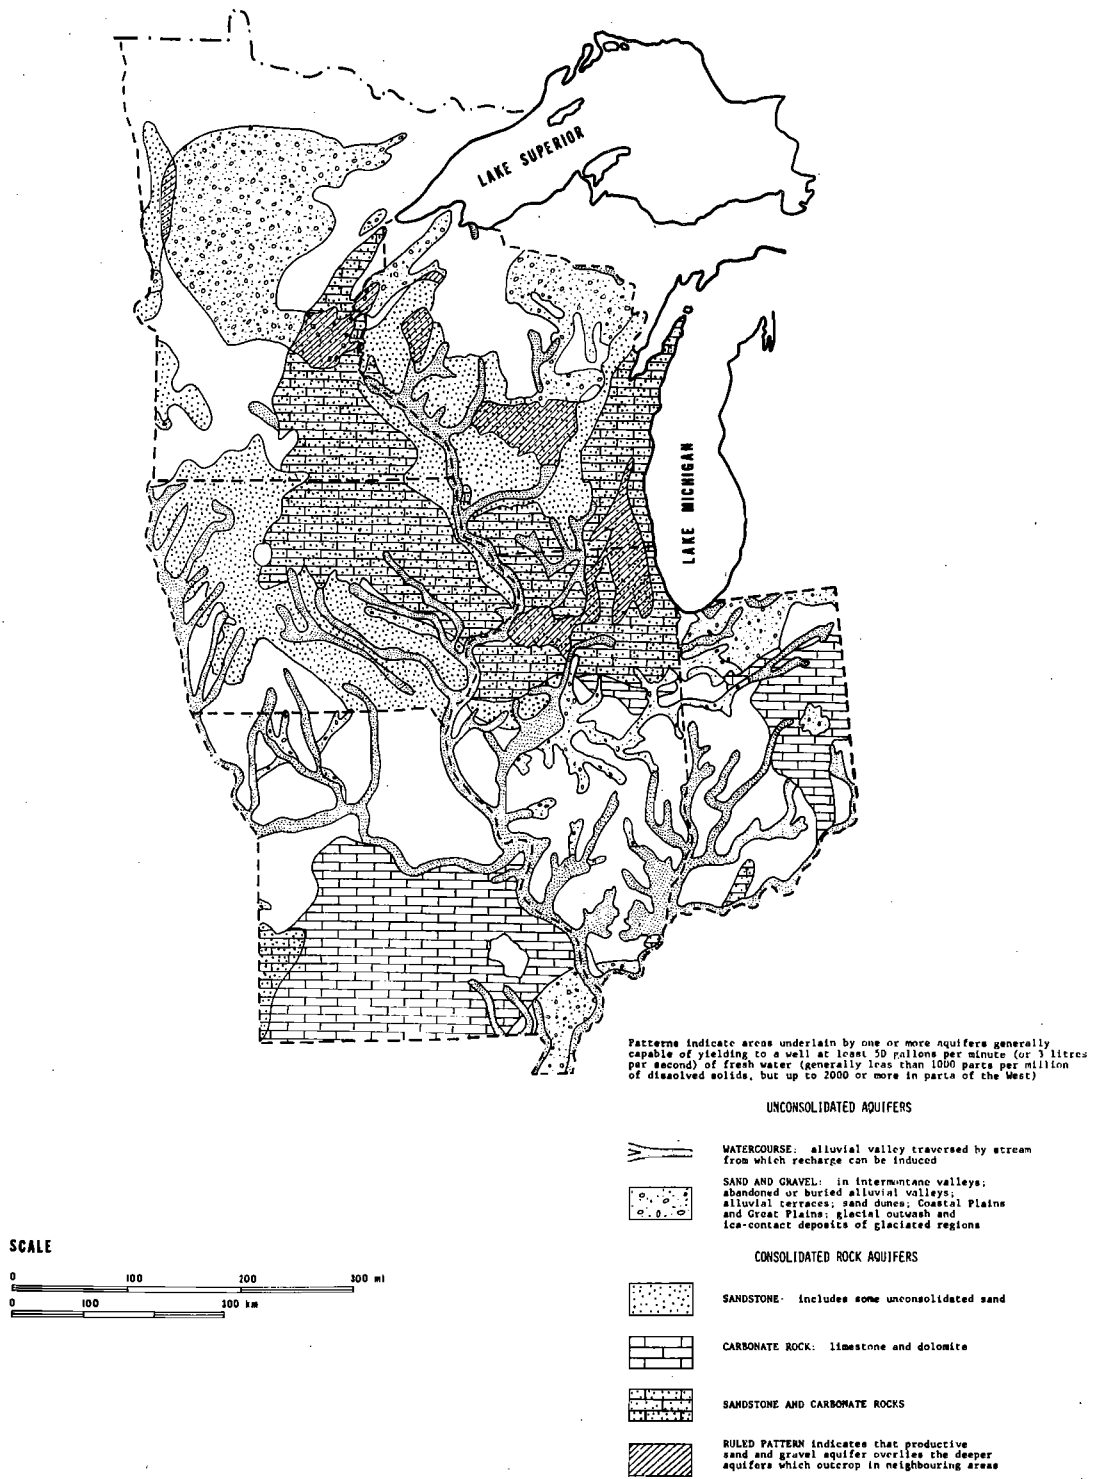 LAKE SUPERIOR
LAKE MICHIGAN
Patterns indicate areas underlain by one or more aquifers generally
capable of yielding to a well at least 50 gallons per minute (or 3 litres
per second) of fresh water (generally less than 1000 parts per million
of dissolved solids, but up to 2000 or more in parts of the West)
UNCONSOLIDATED AQUIFERS
WATERCOURSE: alluvial valley traversed by stream
from which recharge can be induced
SAND AND GRAVEL: in intermontane valleys;
abandoned or buried alluvial valleys;
alluvial terraces; sand dunes; Coastal Plains
and Great Plains; glacial outwash and
ice-contact deposits of glaciated regions
CONSOLIDATED ROCK AQUIFERS
SANDSTONE- includes some unconsolidated sand
CARBONATE ROCK: limestone and dolomite
SANDSTONE AND CARBONATE ROCKS
RULED PATTERN indicates that productive
sand and gravel aquifer overlies the deeper
aquifers which outcrop in neighbouring areas
SCALE
0 100 200 300 mi
0 100 300 km